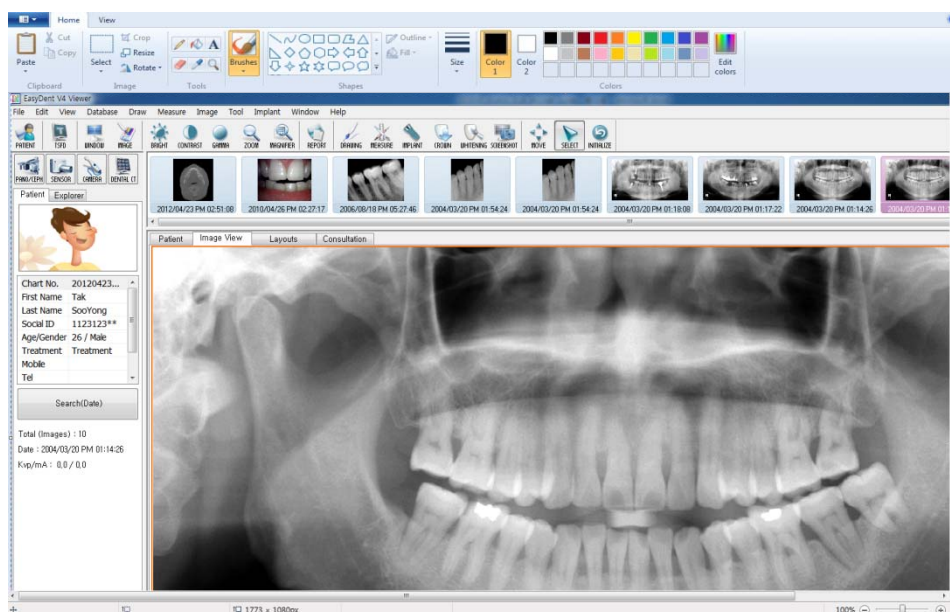 Home View
Cut
Copy
Paste
Clipboard
Crop
Resize
Rotate
Select
Image
A
Tools
Brushes
Outline
Fill
Shapes
Size
Color 1
Color 2
Edit colors
Colors
EasyDent V4 Viewer
File Edit View Database Draw Measure Image Tool Implant Window Help
PATIENT TSFD WINDOW IMAGE BRIGHT CONTRAST GAMMA ZOOM MAGNIFIER REPORT DRAWING MEASURE IMPLANT CROWN WHITENING SCREENSHOT MOVE SELECT INITIALIZE
PANO/CEPH SENSOR CAMERA DENTAL CT
Patient Explorer
2012/04/23 PM 02:51:08 2010/04/26 PM 02:27:17 2006/08/18 PM 05:27:46 2004/03/20 PM 01:54:24 2004/03/20 PM 01:54:24 2004/03/20 PM 01:18:08 2004/03/20 PM 01:17:22 2004/03/20 PM 01:14:26 2004/03/20 PM 01:1
Patient Image View Layouts Consultation
Chart No. 20120423...
First Name Tak
Last Name SooYong
Social ID 1123123**
Age/Gender 26 / Male
Treatment Treatment
Mobile
Tel
Search(Date)
Total (Images) : 10
Date : 2004/03/20 PM 01:14:26
Kvp/mA : 0,0 / 0,0
1773 × 1080px
100%